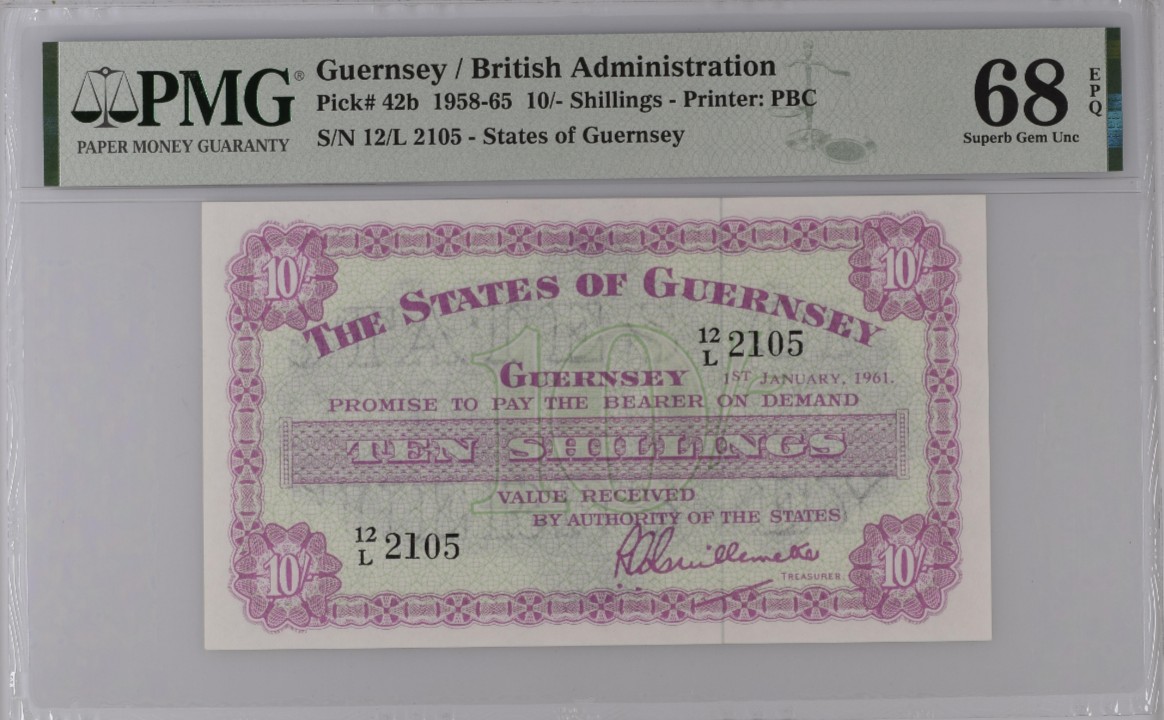 PMG®
PAPER MONEY GUARANTY
Guernsey / British Administration
Pick# 42b 1958-65 10/- Shillings - Printer: PBC
S/N 12/L 2105 - States of Guernsey
68
EPQ
Superb Gem Unc
10/-
10/-
THE STATES OF GUERNSEY
12/L 2105
GUERNSEY 1ST JANUARY, 1961.
PROMISE TO PAY THE BEARER ON DEMAND
10/-
TEN SHILLINGS
VALUE RECEIVED
BY AUTHORITY OF THE STATES
12/L 2105
TREASURER.
10/-
10/-